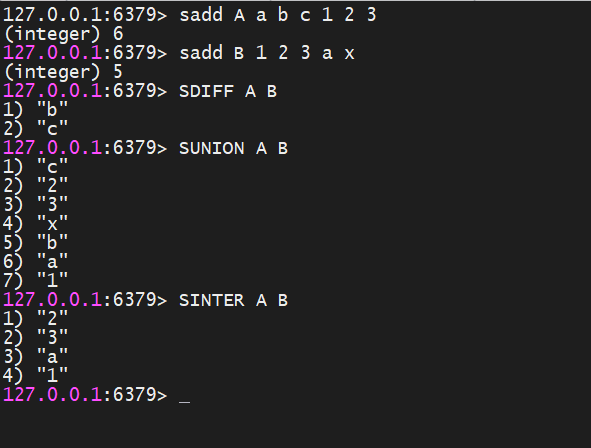 127.0.0.1:6379> sadd A a b c 1 2 3
(integer) 6
127.0.0.1:6379> sadd B 1 2 3 a x
(integer) 5
127.0.0.1:6379> SDIFF A B
1) "b"
2) "c"
127.0.0.1:6379> SUNION A B
1) "c"
2) "2"
3) "3"
4) "x"
5) "b"
6) "a"
7) "1"
127.0.0.1:6379> SINTER A B
1) "2"
2) "3"
3) "a"
4) "1"
127.0.0.1:6379> _